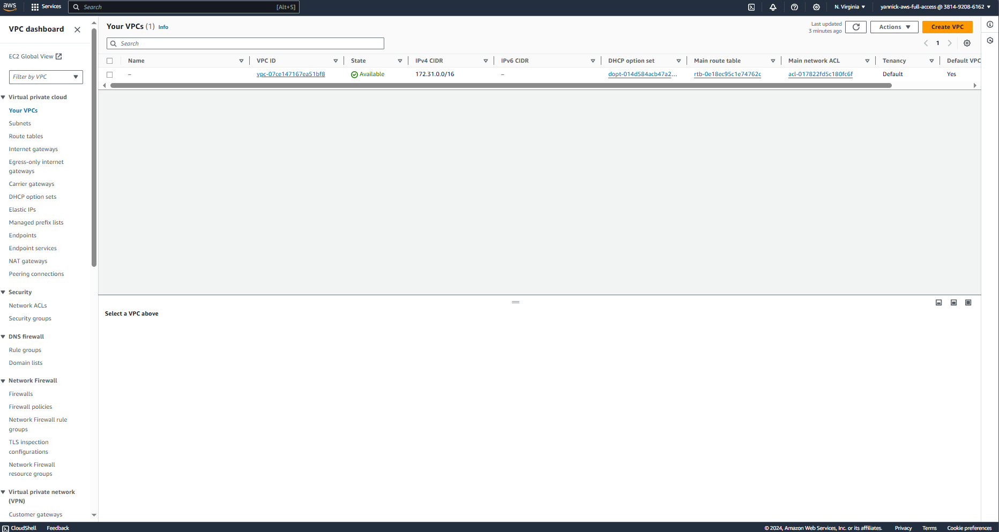 aws
Services
Search
[Alt+S]
N. Virginia
yannick-aws-full-access @ 3814-9208-6162
VPC dashboard
EC2 Global View
Filter by VPC
Virtual private cloud
Your VPCs
Subnets
Route tables
Internet gateways
Egress-only internet
gateways
Carrier gateways
DHCP option sets
Elastic IPs
Managed prefix lists
Endpoints
Endpoint services
NAT gateways
Peering connections
Security
Network ACLs
Security groups
DNS firewall
Rule groups
Domain lists
Network Firewall
Firewalls
Firewall policies
Network Firewall rule
groups
TLS inspection
configurations
Network Firewall
resource groups
Virtual private network
(VPN)
Customer gateways
Your VPCs (1) Info
Last updated
3 minutes ago
Actions
Create VPC
Search
1
Name VPC ID State IPv4 CIDR IPv6 CIDR DHCP option set Main route table Main network ACL Tenancy Default VPC
– vpc-07ce147167ea51bf8 Available 172.31.0.0/16 – dopt-014d584acb47a2... rtb-0e18ec95c1e74762c acl-017822fd5c180fc6f Default Yes
Select a VPC above
CloudShell
Feedback
© 2024, Amazon Web Services, Inc. or its affiliates.
Privacy
Terms
Cookie preferences